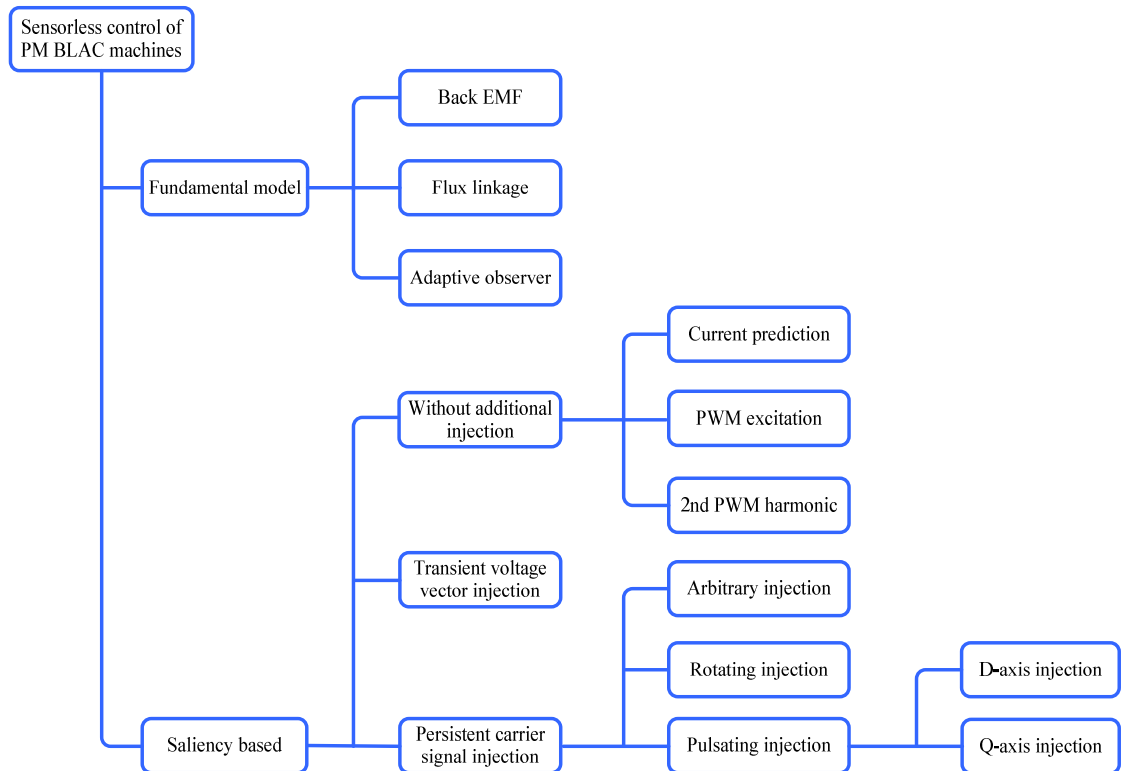 Sensorless control of
PM BLAC machines
Back EMF
Fundamental model
Flux linkage
Adaptive observer
Current prediction
Without additional
injection
PWM excitation
2nd PWM harmonic
Transient voltage
vector injection
Arbitrary injection
Rotating injection
D-axis injection
Saliency based
Persistent carrier
signal injection
Pulsating injection
Q-axis injection